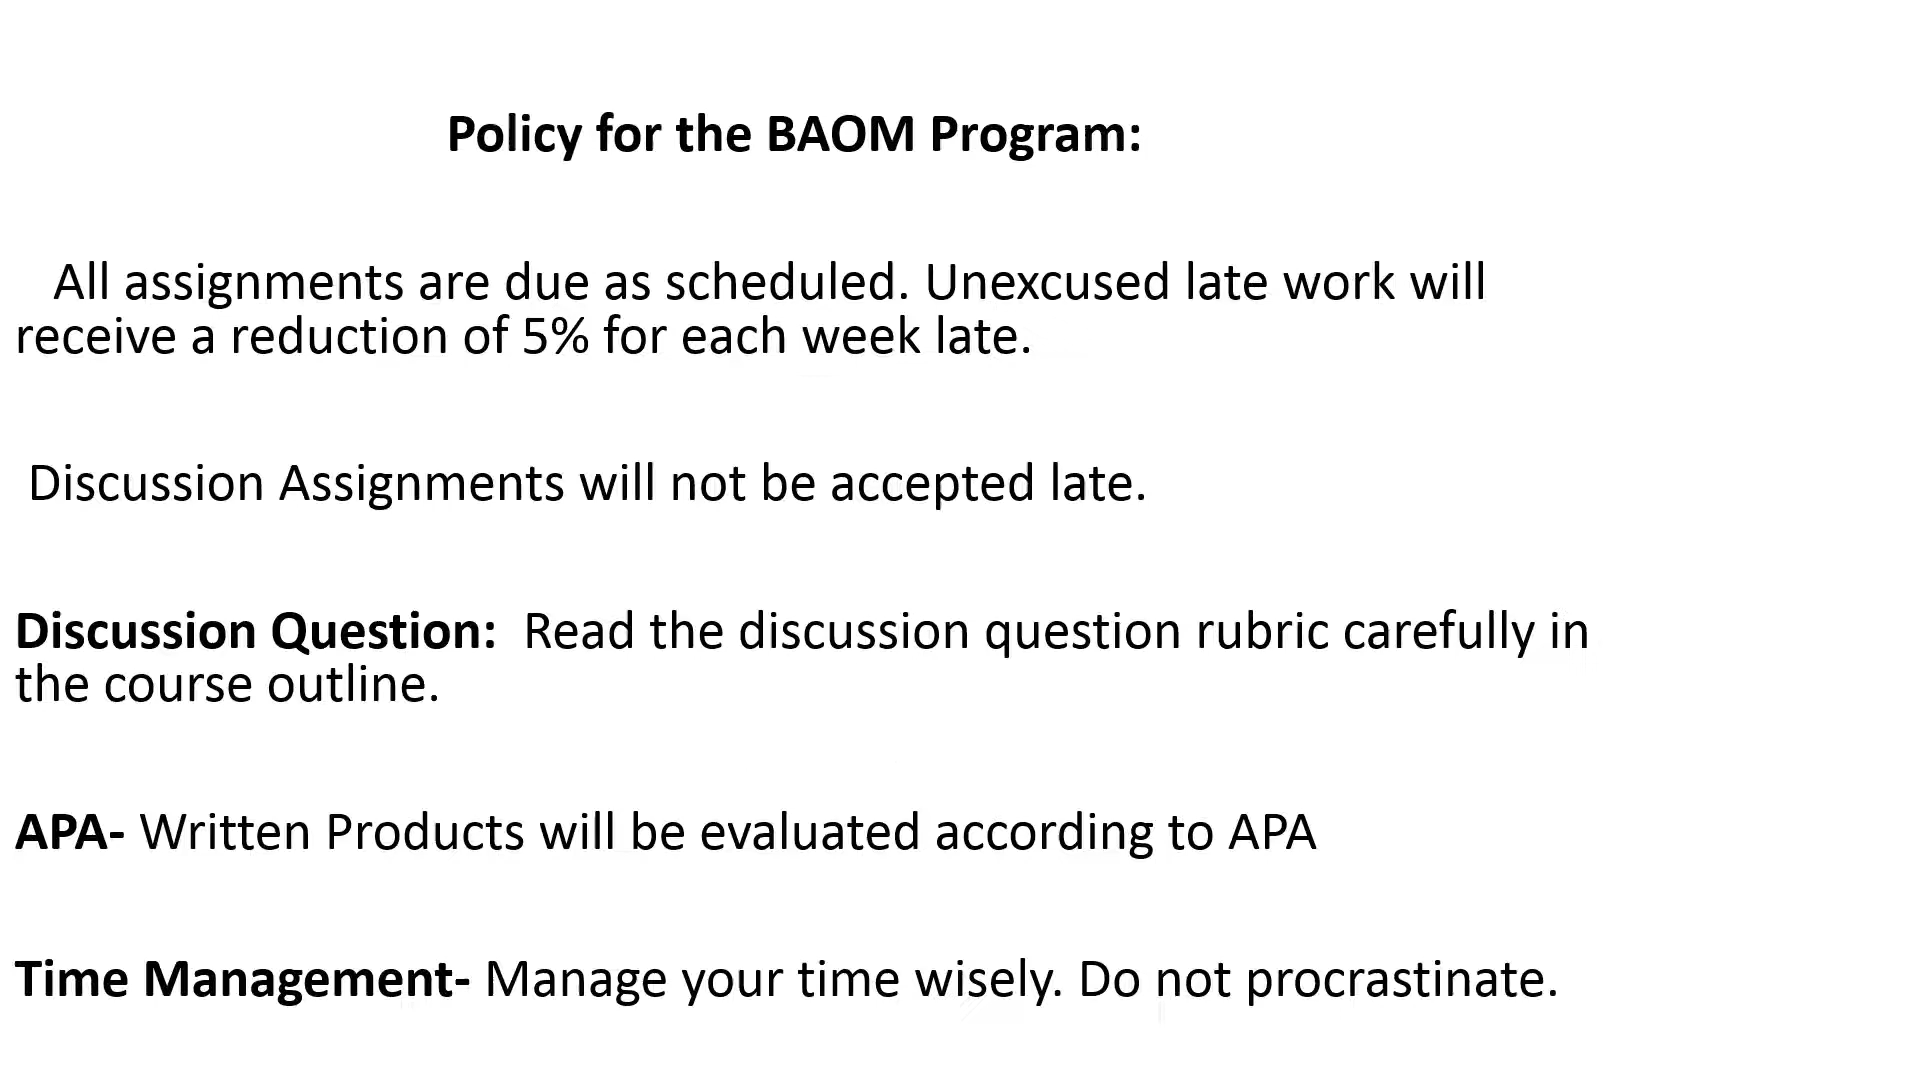 Policy for the BAOM Program:
All assignments are due as scheduled. Unexcused late work will
receive a reduction of 5% for each week late.
Discussion Assignments will not be accepted late.
Discussion Question:  Read the discussion question rubric carefully in
the course outline.
APA- Written Products will be evaluated according to APA
Time Management- Manage your time wisely. Do not procrastinate.